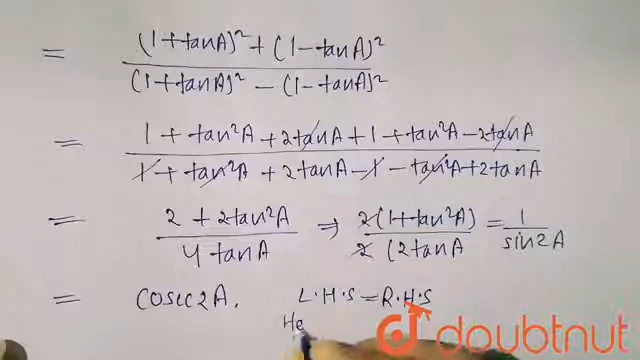 = (1+tanA)² + (1-tanA)² / (1+tanA)² - (1-tanA)²
= 1 + tan²A + 2tanA + 1 + tan²A - 2tanA / 1 + tan²A + 2tanA - 1 - tan²A + 2tanA
= 2 + 2tan²A / 4tanA ⇒ 2(1+tan²A) / 2(2tanA = 1 / sin2A
= cosec2A. L.H.S = R.H.S
He
doubtnut